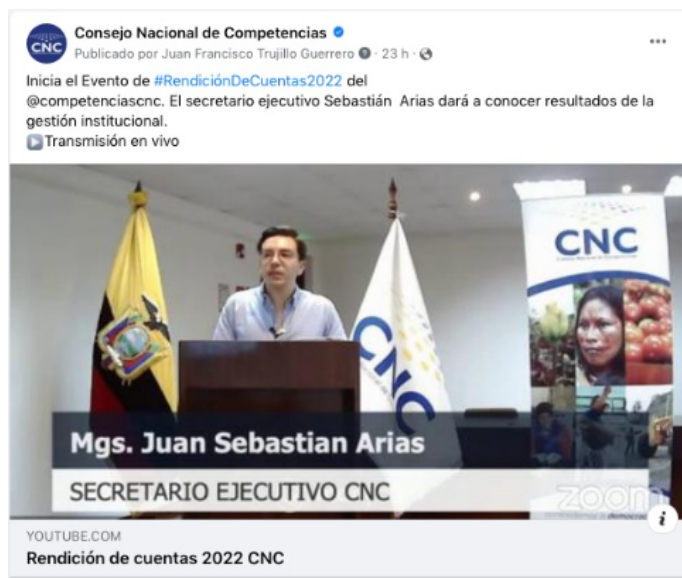 Consejo Nacional de Competencias
CNC
Publicado por Juan Francisco Trujillo Guerrero · 23 h ·
Inicia el Evento de #RendiciónDeCuentas2022 del
@competenciascnc. El secretario ejecutivo Sebastián Arias dará a conocer resultados de la
gestión institucional.
Transmisión en vivo
CNC
CNC
Mgs. Juan Sebastian Arias
SECRETARIO EJECUTIVO CNC
zoom
YOUTUBE.COM
Rendición de cuentas 2022 CNC